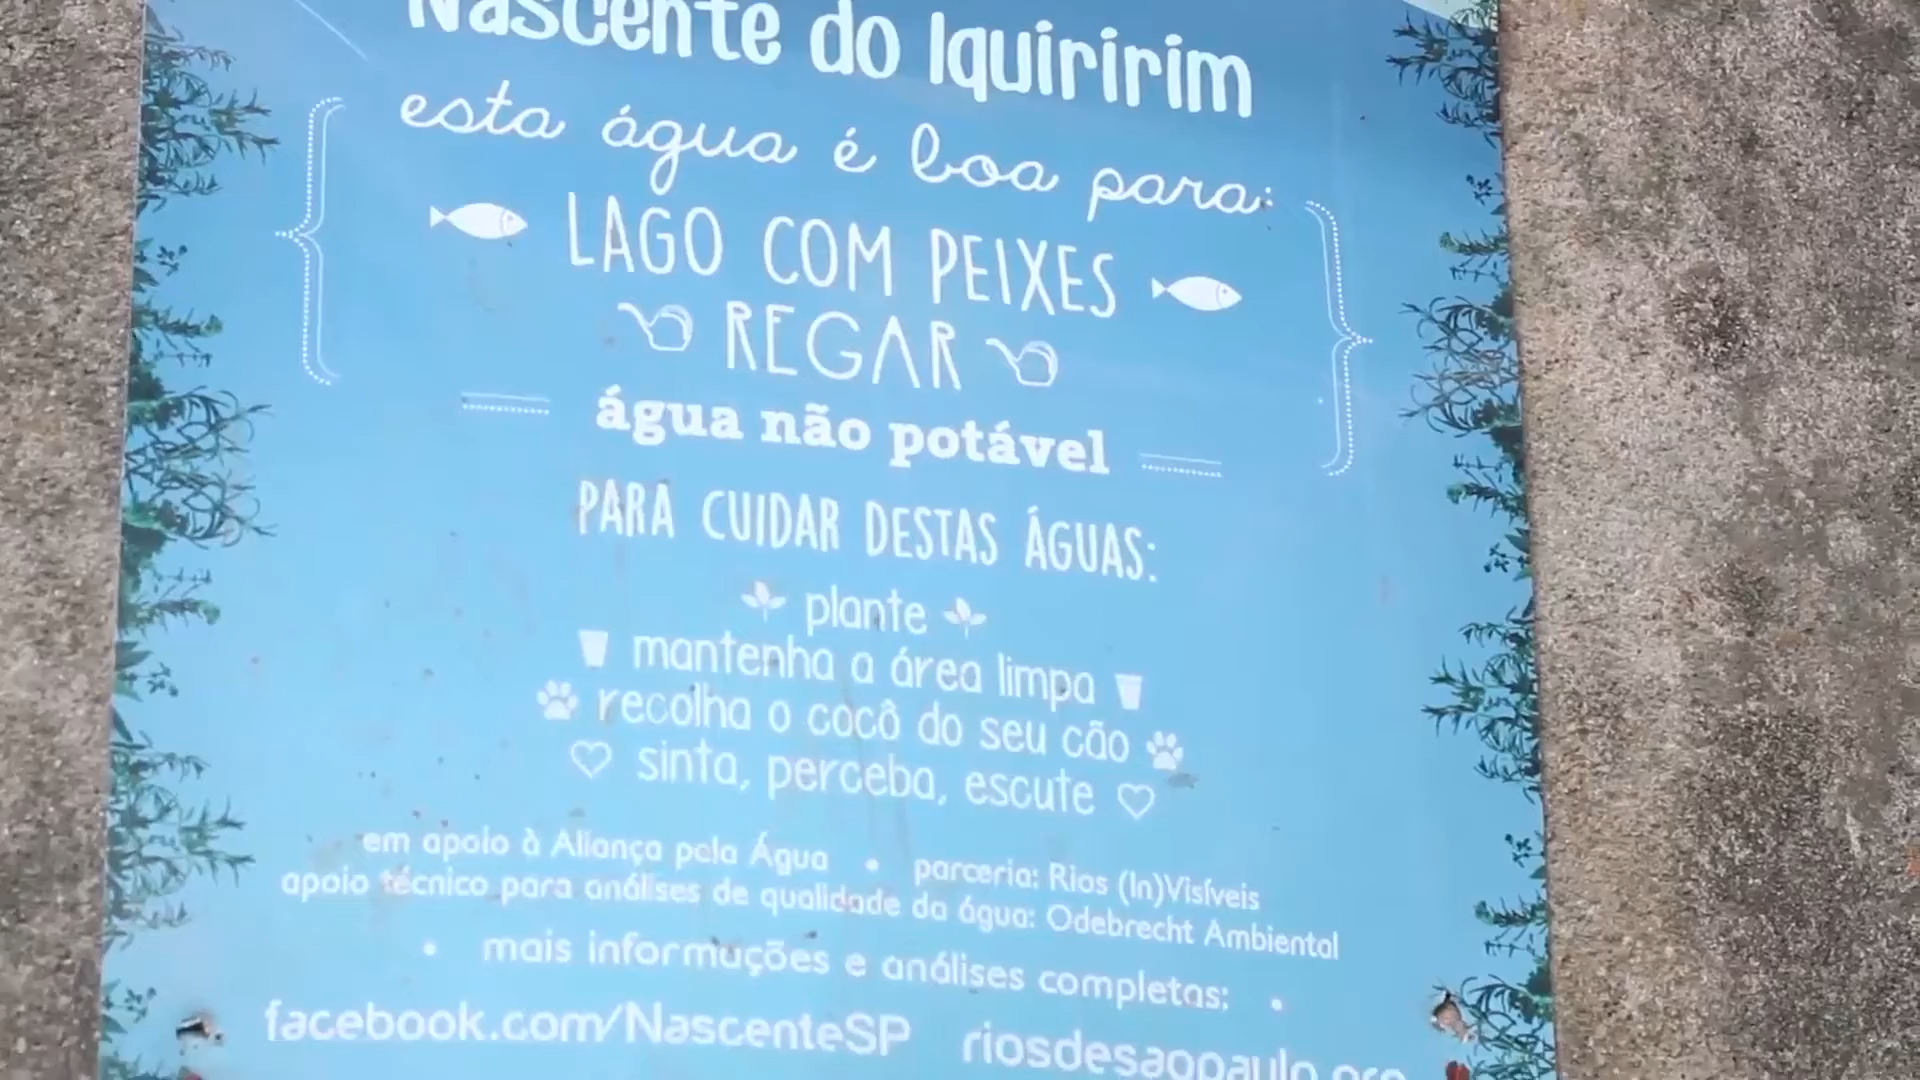 Nascente do Iquiririm
esta água é boa para:
LAGO COM PEIXES
REGAR
água não potável
PARA CUIDAR DESTAS ÁGUAS:
plante
mantenha a área limpa
recolha o cocô do seu cão
sinta, perceba, escute
em apoio à Aliança pela Água • parceria: Rios (In)Visíveis
apoio técnico para análises de qualidade da água: Odebrecht Ambiental
• mais informações e análises completas: •
facebook.com/NascenteSP riosdesaopaulo.org